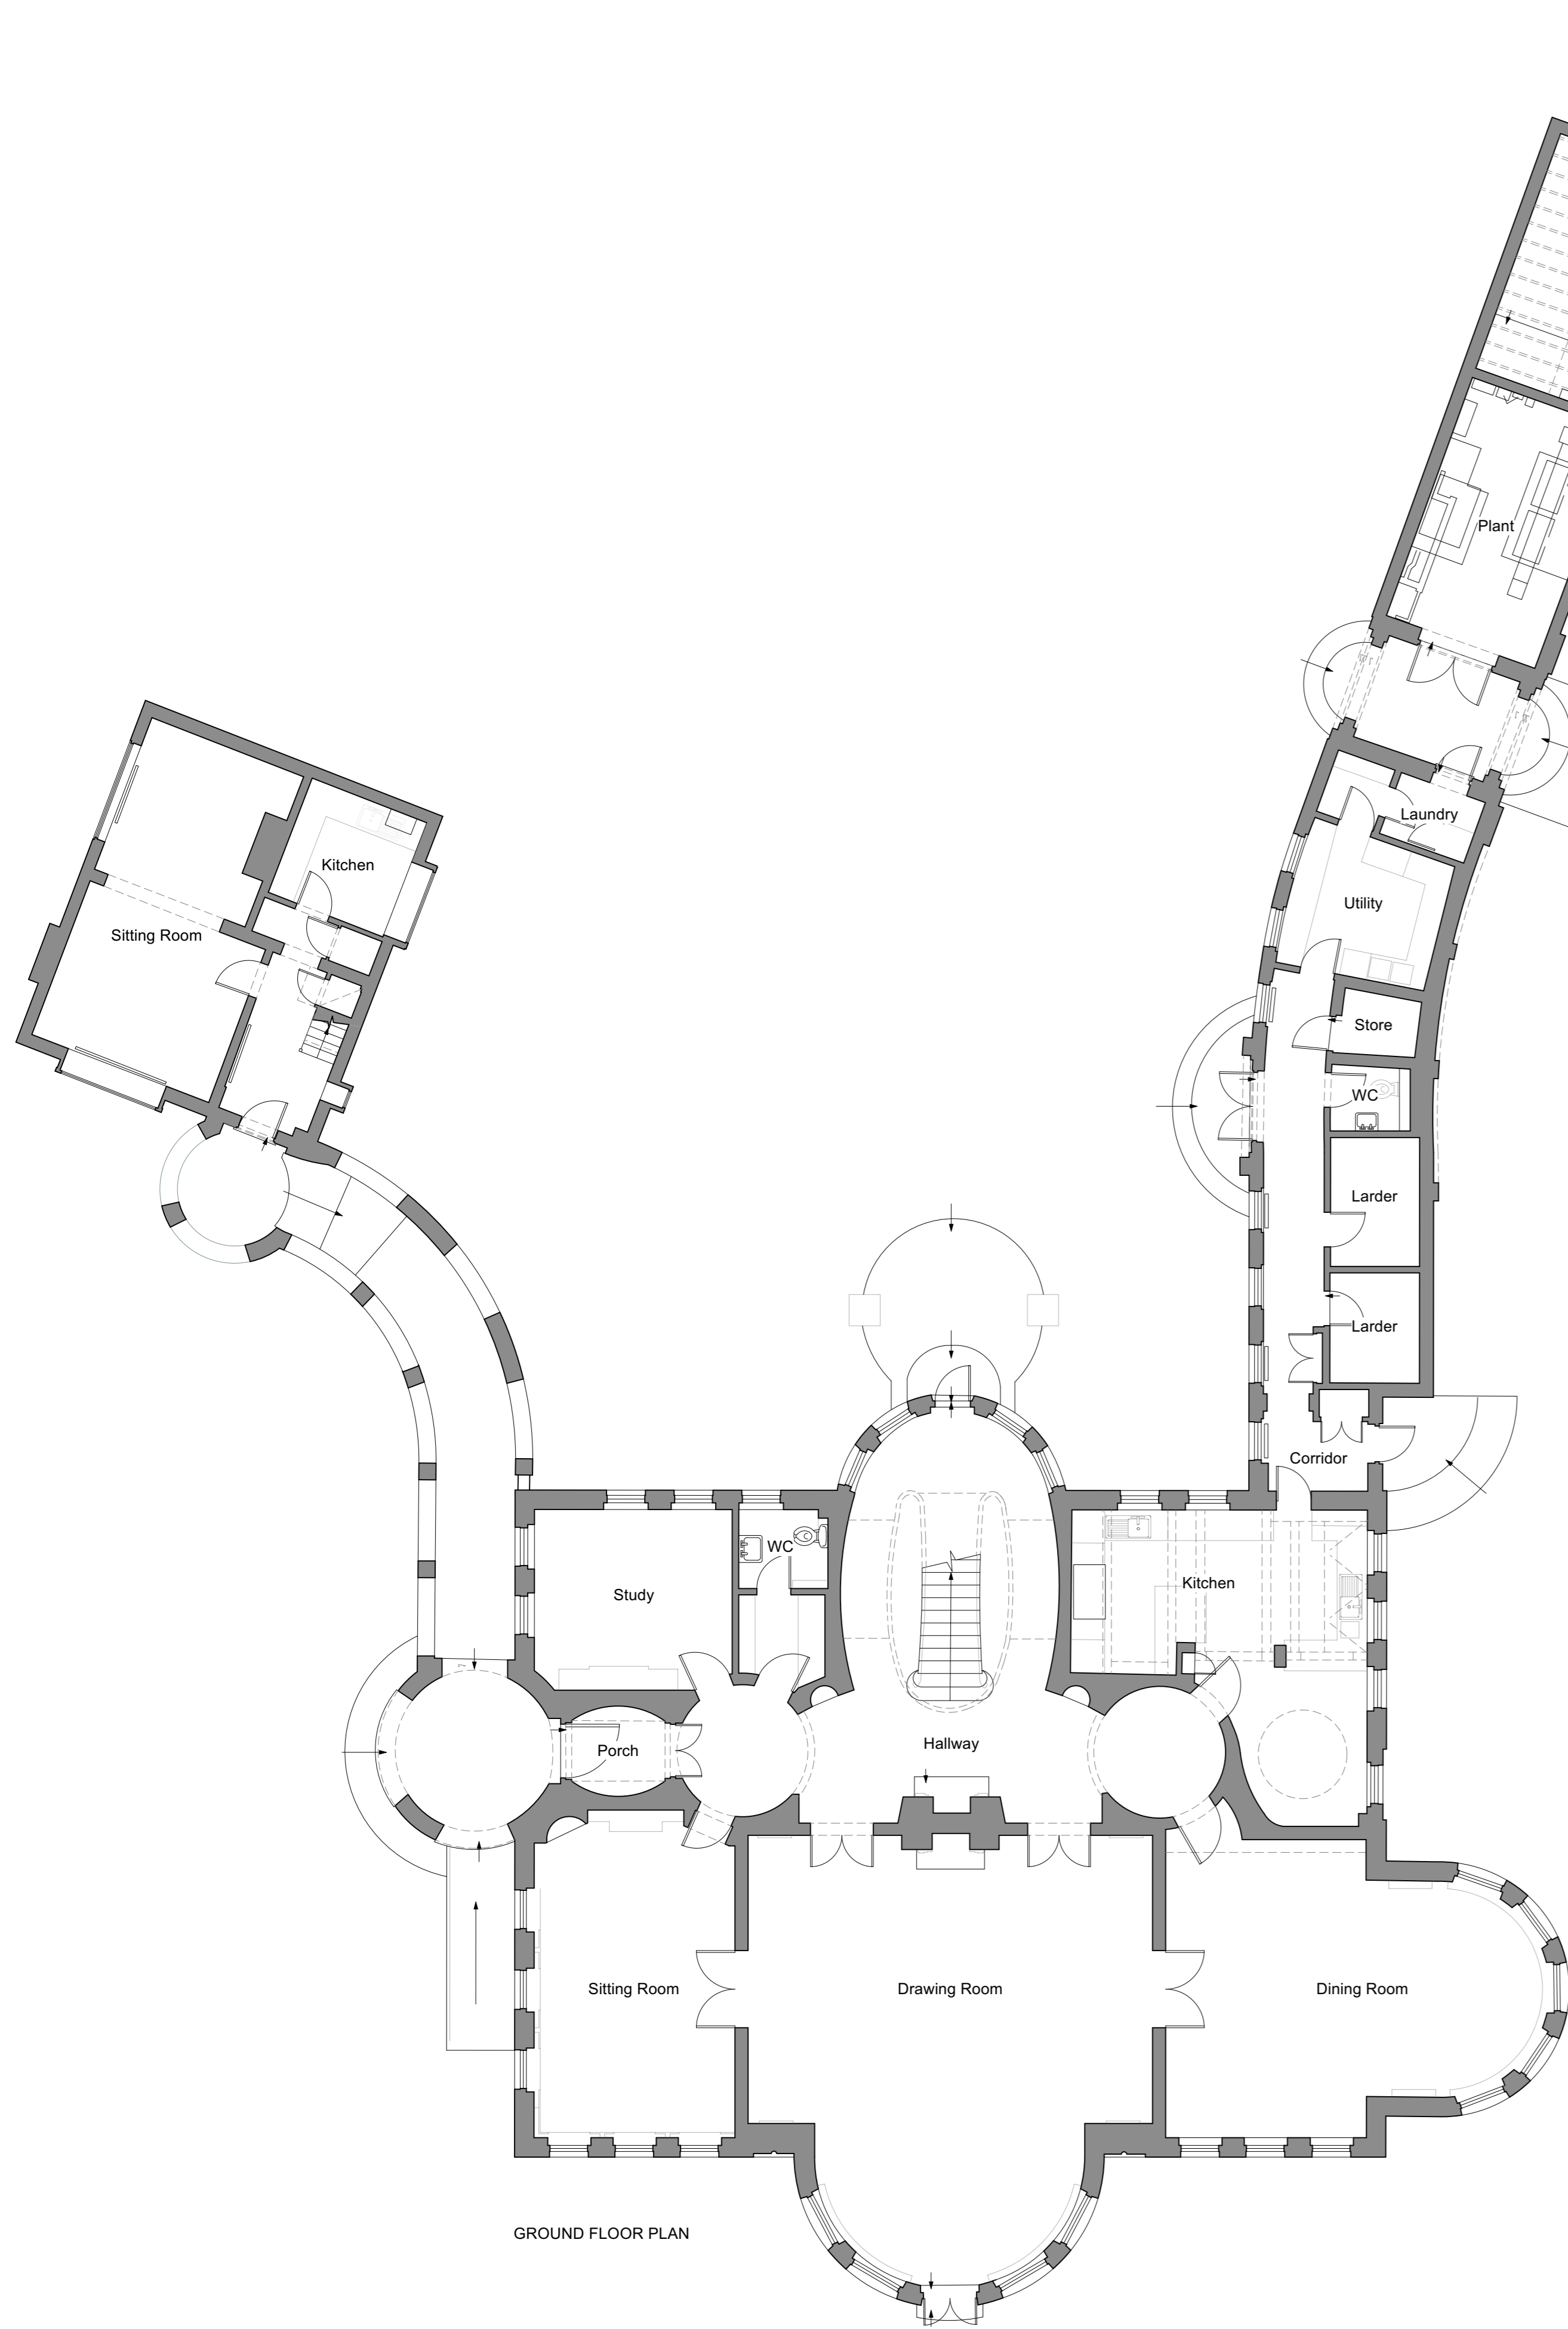 Plant
Laundry
Kitchen
Utility
Sitting Room
Store
WC
Larder
Larder
Corridor
WC
Kitchen
Study
Hallway
Porch
Sitting Room
Drawing Room
Dining Room
GROUND FLOOR PLAN